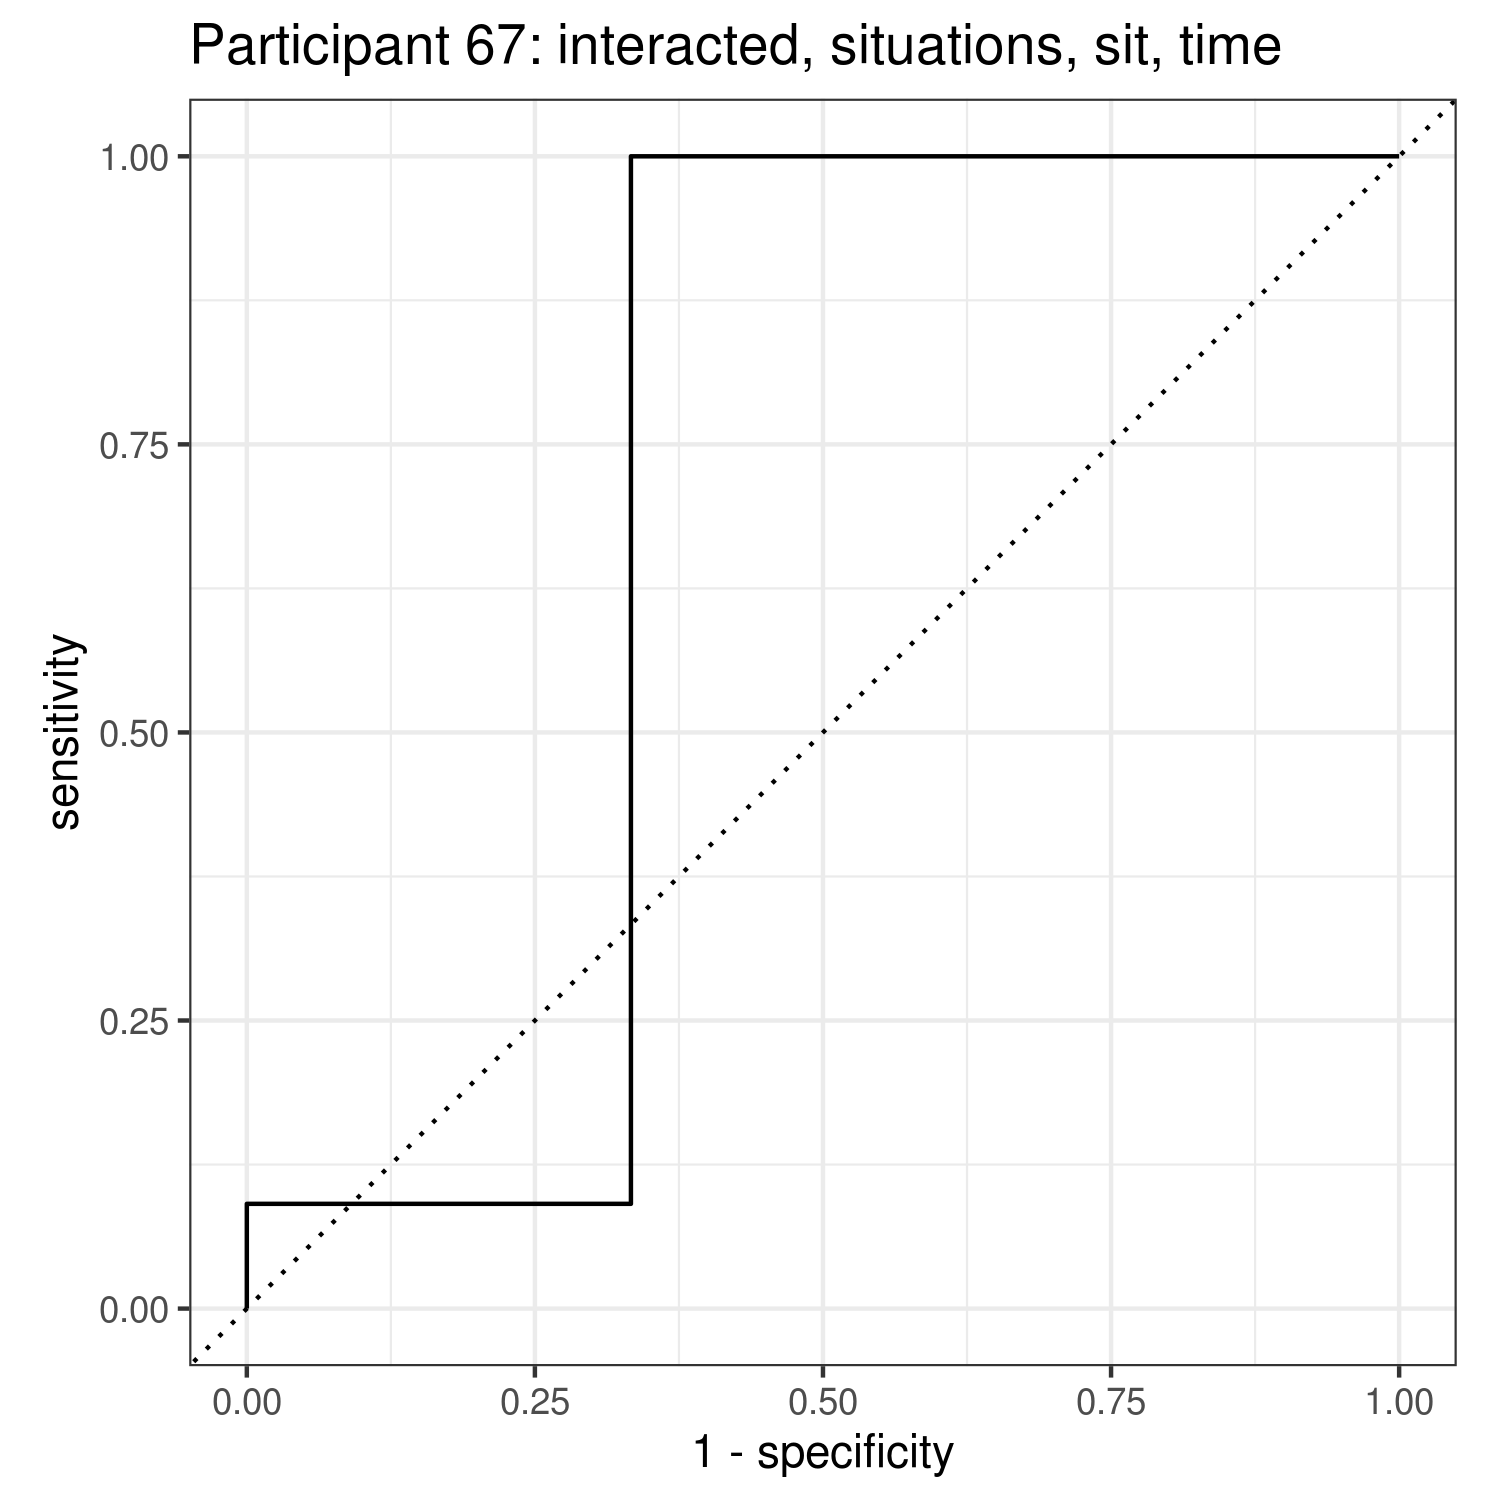 Participant 67: interacted, situations, sit, time
1.00
0.75
0.50
0.25
0.00
sensitivity
0.00 0.25 0.50 0.75 1.00
1 - specificity